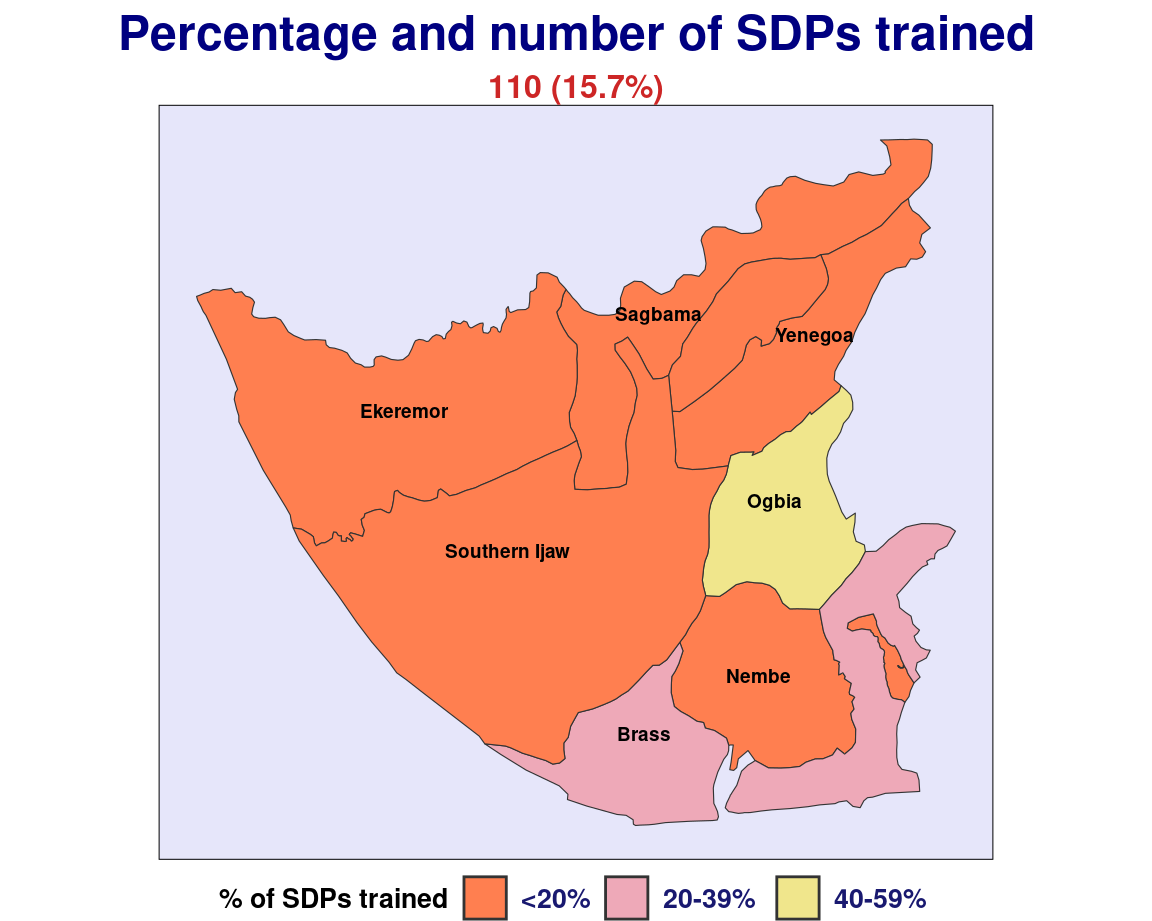 Percentage and number of SDPs trained
110 (15.7%)
Sagbama
Yenegoa
Ekeremor
Ogbia
Southern Ijaw
Nembe
Brass
% of SDPs trained <20% 20-39% 40-59%